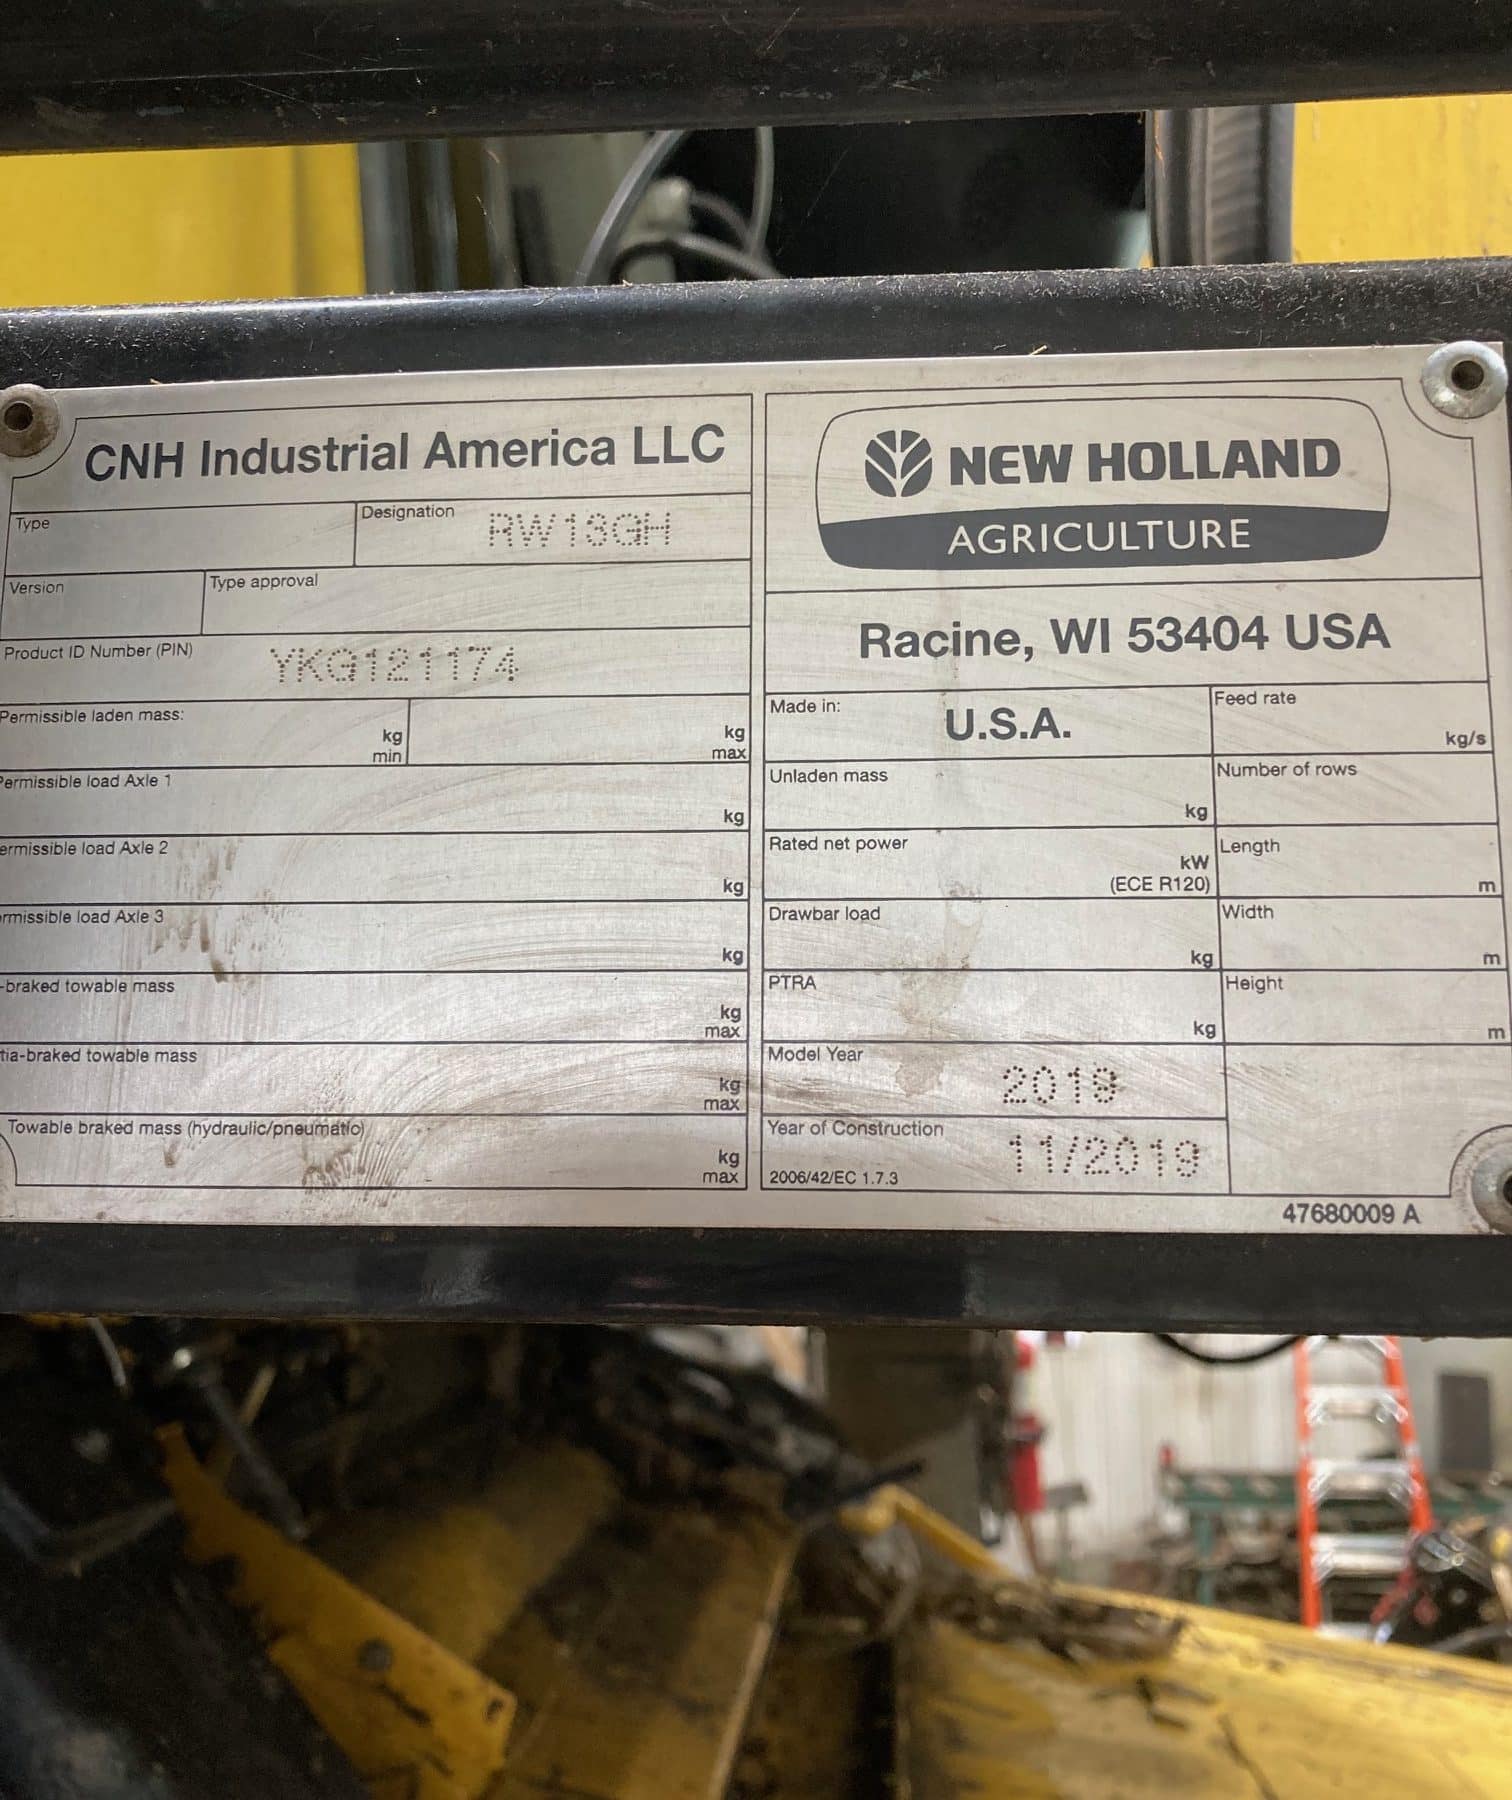 CNH Industrial America LLC
Type
Designation RW13GH
Version
Type approval
Product ID Number (PIN) YKG121174
Permissible laden mass:
kg
min
kg
max
Permissible load Axle 1
kg
ermissible load Axle 2
kg
rmissible load Axle 3
kg
-braked towable mass
kg
max
tia-braked towable mass
kg
max
Towable braked mass (hydraulic/pneumatic)
kg
max
NEW HOLLAND
AGRICULTURE
Racine, WI 53404 USA
Made in: U.S.A.
Feed rate
kg/s
Unladen mass
kg
Number of rows
Rated net power
kW
(ECE R120)
Length
m
Drawbar load
kg
Width
m
PTRA
kg
Height
m
Model Year 2019
Year of Construction 11/2019
2006/42/EC 1.7.3
47680009 A